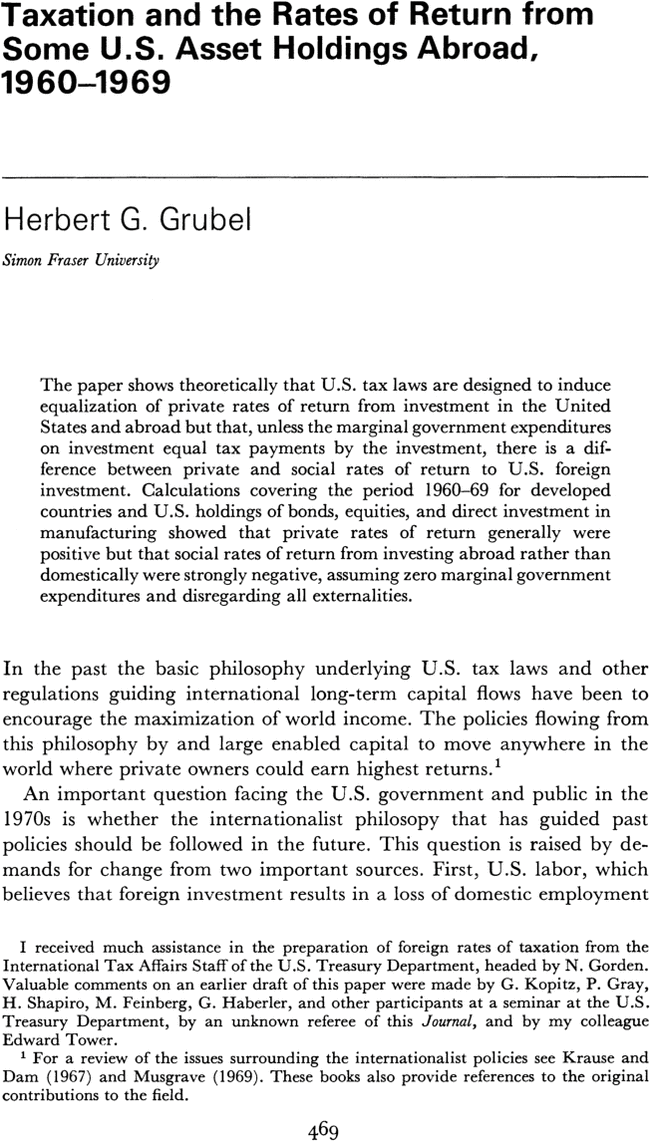 Taxation and the Rates of Return from
Some U.S. Asset Holdings Abroad,
1960–1969
Herbert G. Grubel
Simon Fraser University
The paper shows theoretically that U.S. tax laws are designed to induce
equalization of private rates of return from investment in the United
States and abroad but that, unless the marginal government expenditures
on investment equal tax payments by the investment, there is a dif-
ference between private and social rates of return to U.S. foreign
investment. Calculations covering the period 1960–69 for developed
countries and U.S. holdings of bonds, equities, and direct investment in
manufacturing showed that private rates of return generally were
positive but that social rates of return from investing abroad rather than
domestically were strongly negative, assuming zero marginal government
expenditures and disregarding all externalities.
In the past the basic philosophy underlying U.S. tax laws and other
regulations guiding international long-term capital flows have been to
encourage the maximization of world income. The policies flowing from
this philosophy by and large enabled capital to move anywhere in the
world where private owners could earn highest returns.¹
An important question facing the U.S. government and public in the
1970s is whether the internationalist philosopy that has guided past
policies should be followed in the future. This question is raised by de-
mands for change from two important sources. First, U.S. labor, which
believes that foreign investment results in a loss of domestic employment
I received much assistance in the preparation of foreign rates of taxation from the
International Tax Affairs Staff of the U.S. Treasury Department, headed by N. Gorden.
Valuable comments on an earlier draft of this paper were made by G. Kopitz, P. Gray,
H. Shapiro, M. Feinberg, G. Haberler, and other participants at a seminar at the U.S.
Treasury Department, by an unknown referee of this Journal, and by my colleague
Edward Tower.
¹ For a review of the issues surrounding the internationalist policies see Krause and
Dam (1967) and Musgrave (1969). These books also provide references to the original
contributions to the field.
469